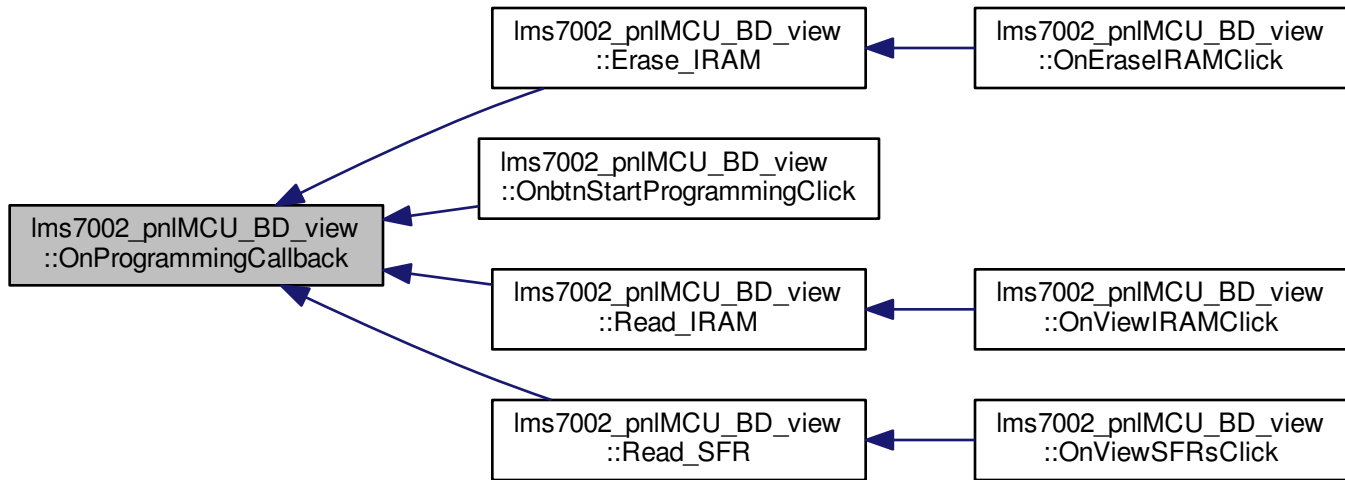 lms7002_pnlMCU_BD_view
::Erase_IRAM
lms7002_pnlMCU_BD_view
::OnEraseIRAMClick
lms7002_pnlMCU_BD_view
::OnbtnStartProgrammingClick
lms7002_pnlMCU_BD_view
::OnProgrammingCallback
lms7002_pnlMCU_BD_view
::Read_IRAM
lms7002_pnlMCU_BD_view
::OnViewIRAMClick
lms7002_pnlMCU_BD_view
::Read_SFR
lms7002_pnlMCU_BD_view
::OnViewSFRsClick